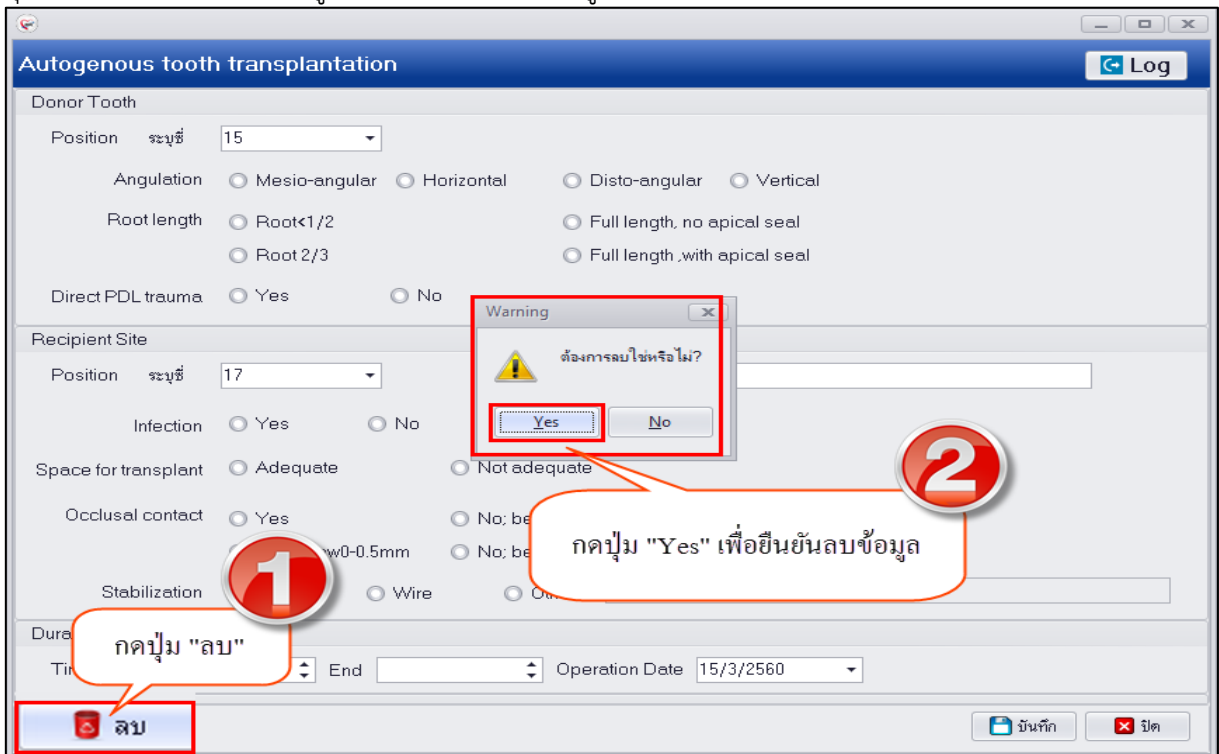 Autogenous tooth transplantation
Log
Donor Tooth
Position ระบุซี่ 15
Angulation Mesio-angular Horizontal Disto-angular Vertical
Root length Root<1/2 Full length, no apical seal
Root 2/3 Full length ,with apical seal
Direct PDL trauma Yes No
Warning
ต้องการลบใช่หรือไม่?
Yes No
Recipient Site
Position ระบุซี่ 17
Infection Yes No
Space for transplant Adequate Not adequate
2
กดปุ่ม "Yes" เพื่อยืนยันลบข้อมูล
Occlusal contact Yes No; be
w0-0.5mm No; be
Stabilization Wire
1
กดปุ่ม "ลบ"
End Operation Date 15/3/2560
ลบ
บันทึก ปิด